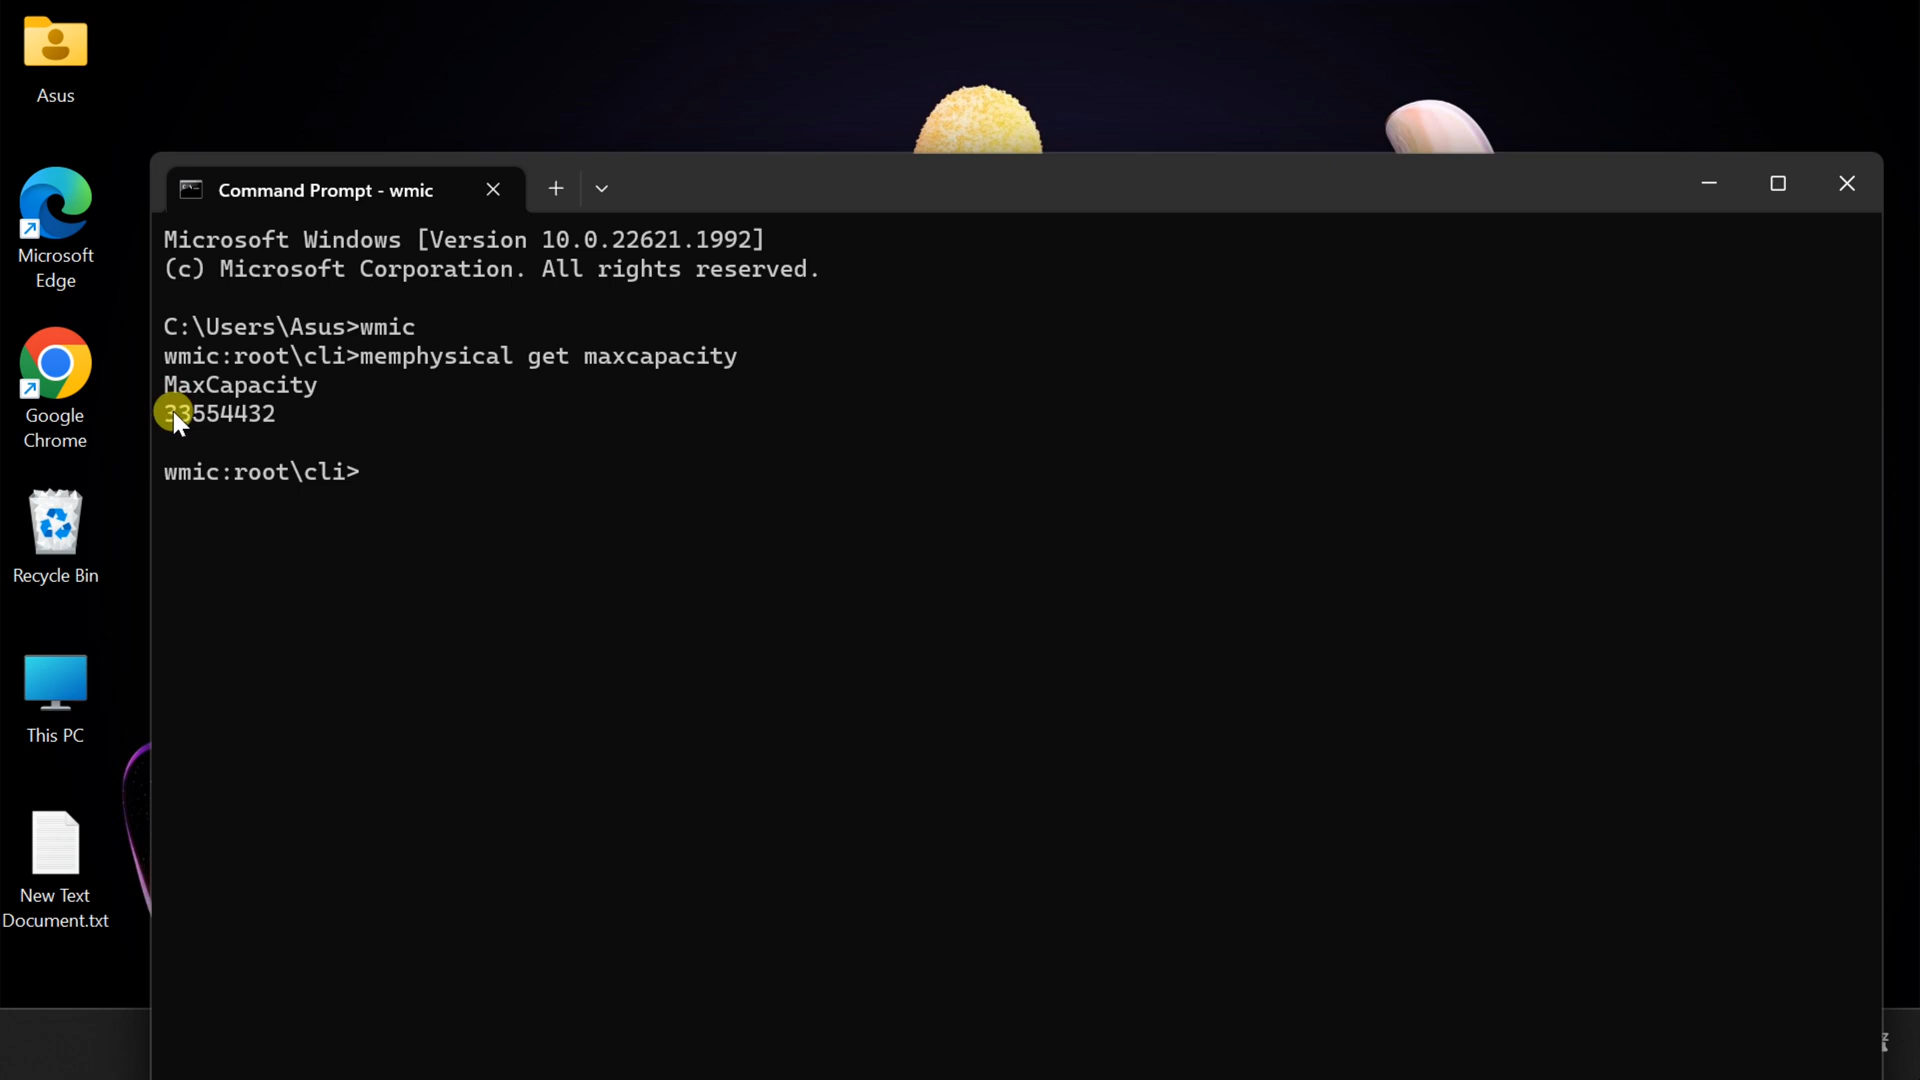 Asus
Microsoft
Edge
Google
Chrome
Recycle Bin
This PC
New Text
Document.txt
Command Prompt - wmic
Microsoft Windows [Version 10.0.22621.1992]
(c) Microsoft Corporation. All rights reserved.
C:\Users\Asus>wmic
wmic:root\cli>memphysical get maxcapacity
MaxCapacity
33554432
wmic:root\cli>